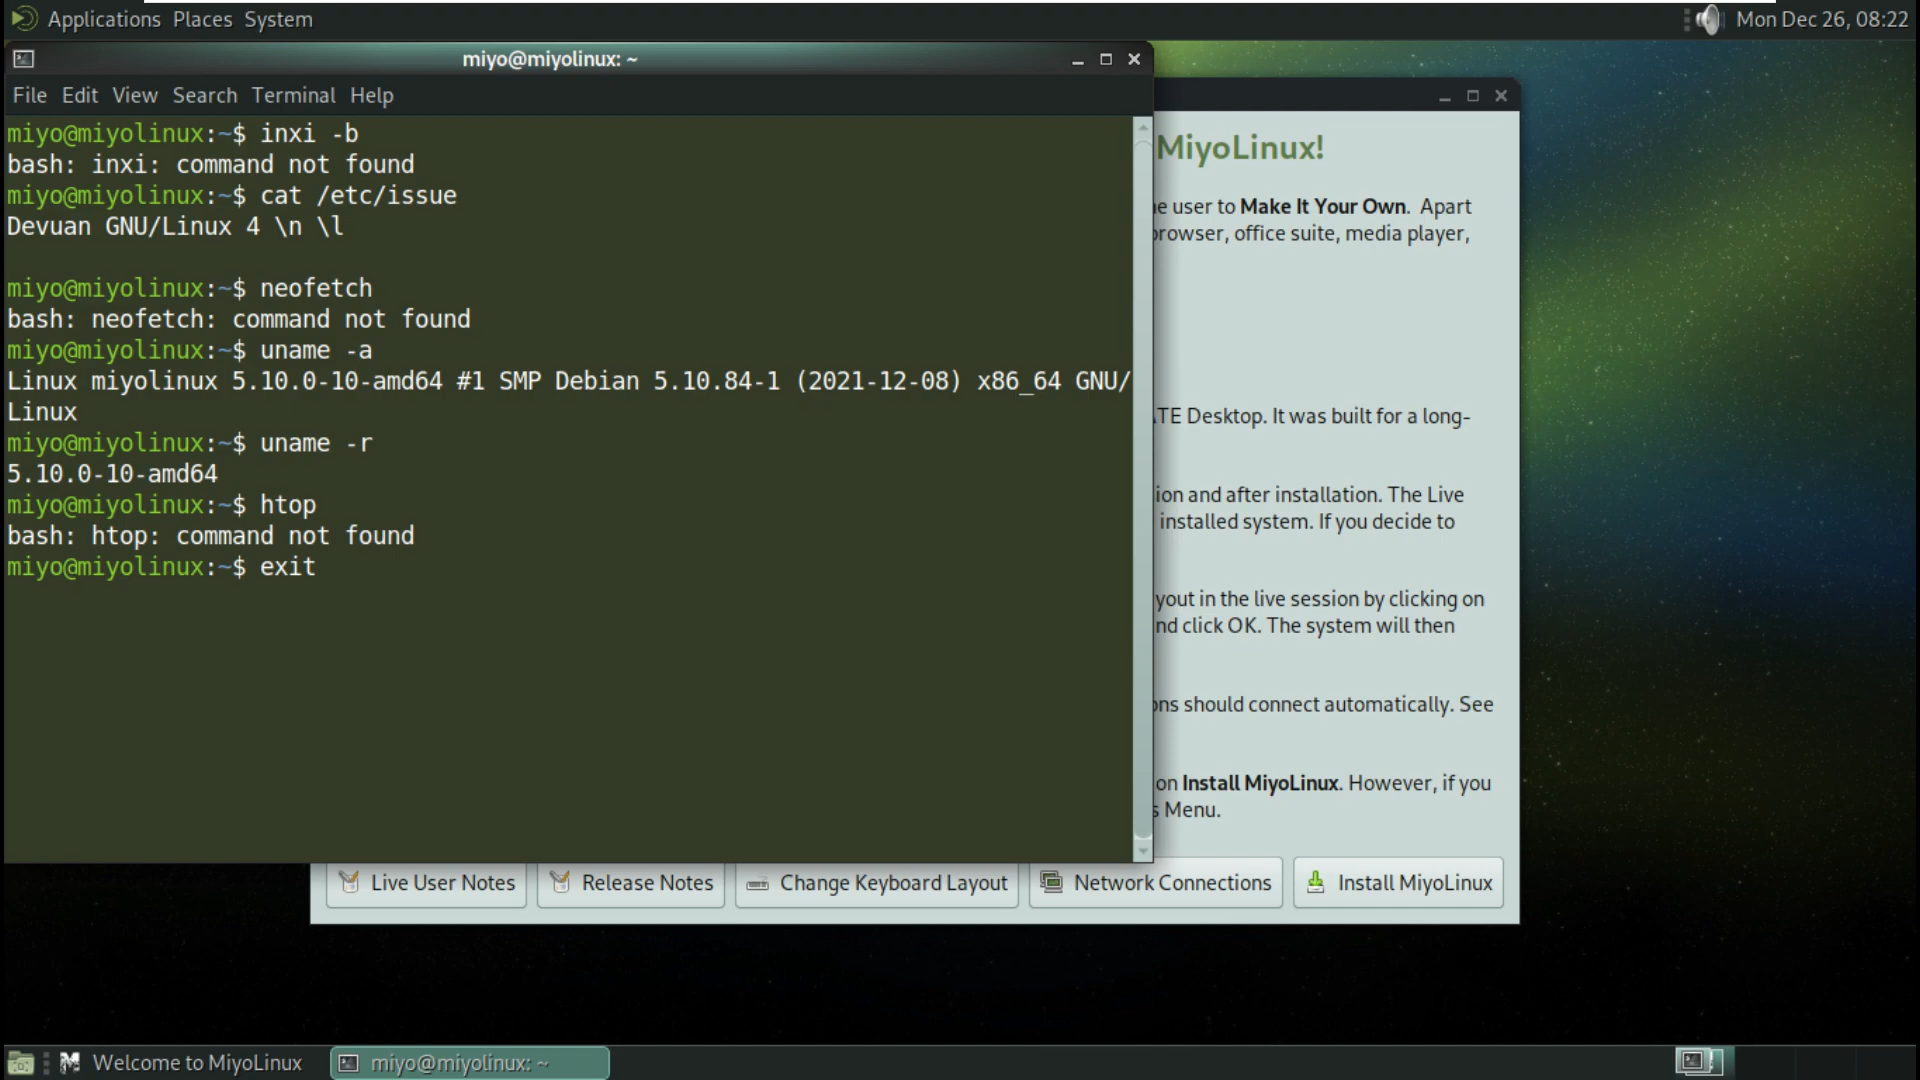 Applications Places System
Mon Dec 26, 08:22
miyo@miyolinux: ~
File Edit View Search Terminal Help
miyo@miyolinux:~$ inxi -b
bash: inxi: command not found
miyo@miyolinux:~$ cat /etc/issue
Devuan GNU/Linux 4 \n \l
miyo@miyolinux:~$ neofetch
bash: neofetch: command not found
miyo@miyolinux:~$ uname -a
Linux miyolinux 5.10.0-10-amd64 #1 SMP Debian 5.10.84-1 (2021-12-08) x86_64 GNU/
Linux
miyo@miyolinux:~$ uname -r
5.10.0-10-amd64
miyo@miyolinux:~$ htop
bash: htop: command not found
miyo@miyolinux:~$ exit
MiyoLinux!
user to Make It Your Own. Apart
office suite, media player,
Desktop. It was built for a long-
and after installation. The Live
installed system. If you decide to
in the live session by clicking on
click OK. The system will then
should connect automatically. See
on Install MiyoLinux. However, if you
Menu.
Live User Notes
Release Notes
Change Keyboard Layout
Network Connections
Install MiyoLinux
Welcome to MiyoLinux
miyo@miyolinux: ~